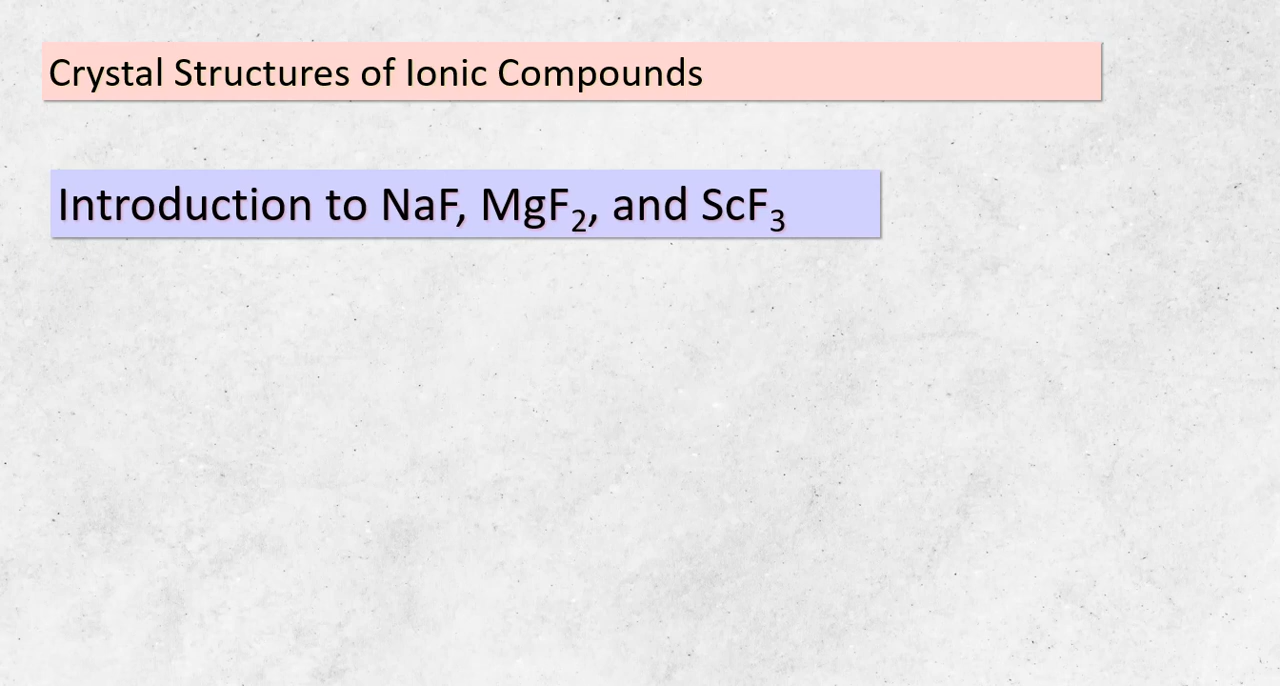 Crystal Structures of Ionic Compounds
Introduction to NaF, MgF₂, and ScF₃